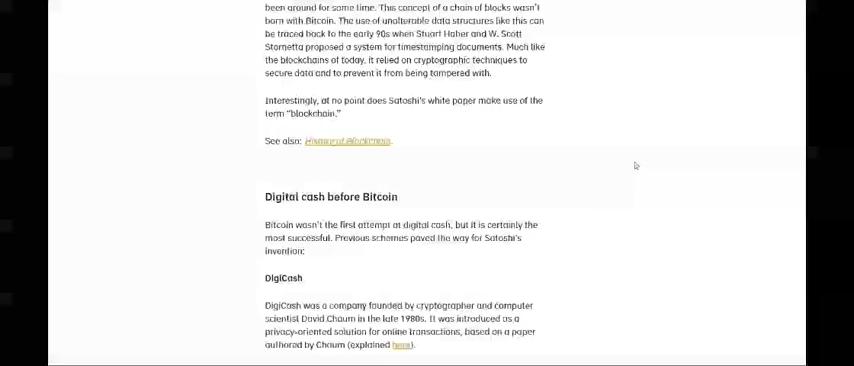 been around for some time. This concept of a chain of blocks wasn't
born with Bitcoin. The use of unalterable data structures like this can
be traced back to the early 90s when Stuart Haber and W. Scott
Stornetta proposed a system for timestamping documents. Much like
the blockchains of today, it relied on cryptographic techniques to
secure data and to prevent it from being tampered with.
Interestingly, at no point does Satoshi's white paper make use of the
term "blockchain."
See also: History of Blockchain.
Digital cash before Bitcoin
Bitcoin wasn't the first attempt at digital cash, but it is certainly the
most successful. Previous schemes paved the way for Satoshi's
invention:
DigiCash
DigiCash was a company founded by cryptographer and computer
scientist David Chaum in the late 1980s. It was introduced as a
privacy-oriented solution for online transactions, based on a paper
authored by Chaum (explained here).